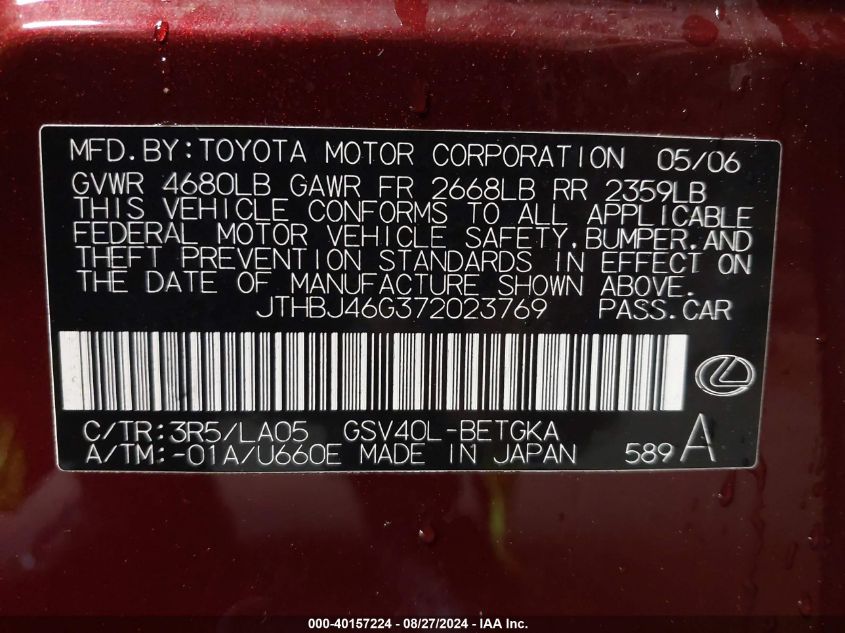 MFD.BY:TOYOTA MOTOR CORPORATION 05/06
GVWR 4680LB GAWR FR 2668LB RR 2359LB
THIS VEHICLE CONFORMS TO ALL APPLICABLE
FEDERAL MOTOR VEHICLE SAFETY,BUMPER,AND
THEFT PREVENTION STANDARDS IN EFFECT ON
THE DATE OF MANUFACTURE SHOWN ABOVE.
JTHBJ46G372023769 PASS.CAR
C/TR:3R5/LA05 GSV40L-BETGKA
A/TM:-01A/U660E MADE IN JAPAN 589 A
000-40157224 - 08/27/2024 - IAA Inc.